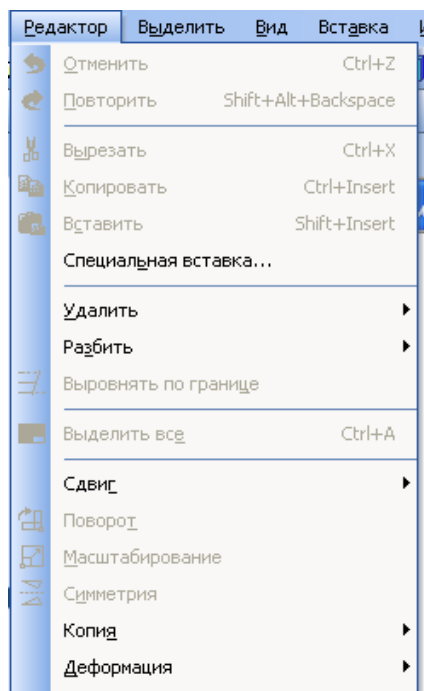 Редактор Выделить Вид Вставка
Отменить Ctrl+Z
Повторить Shift+Alt+Backspace
Вырезать Ctrl+X
Копировать Ctrl+Insert
Вставить Shift+Insert
Специальная вставка...
Удалить
Разбить
Выровнять по границе
Выделить все Ctrl+A
Сдвиг
Поворот
Масштабирование
Симметрия
Копия
Деформация